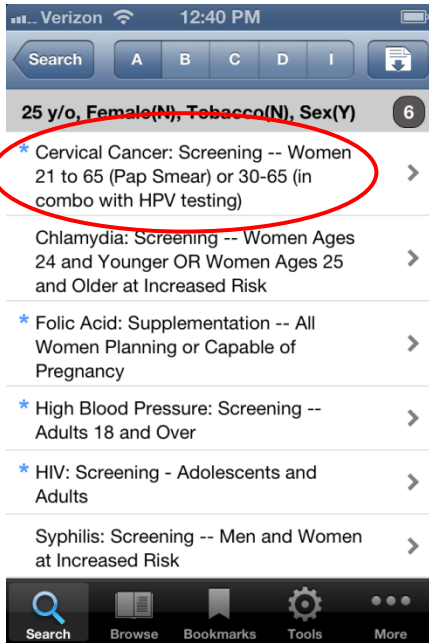 Verizon 12:40 PM
Search A B C D I
25 y/o, Female(N), Tobacco(N), Sex(Y) 6
* Cervical Cancer: Screening -- Women
21 to 65 (Pap Smear) or 30-65 (in
combo with HPV testing)
Chlamydia: Screening -- Women Ages
24 and Younger OR Women Ages 25
and Older at Increased Risk
* Folic Acid: Supplementation -- All
Women Planning or Capable of
Pregnancy
* High Blood Pressure: Screening --
Adults 18 and Over
* HIV: Screening - Adolescents and
Adults
Syphilis: Screening -- Men and Women
at Increased Risk
Search Browse Bookmarks Tools More